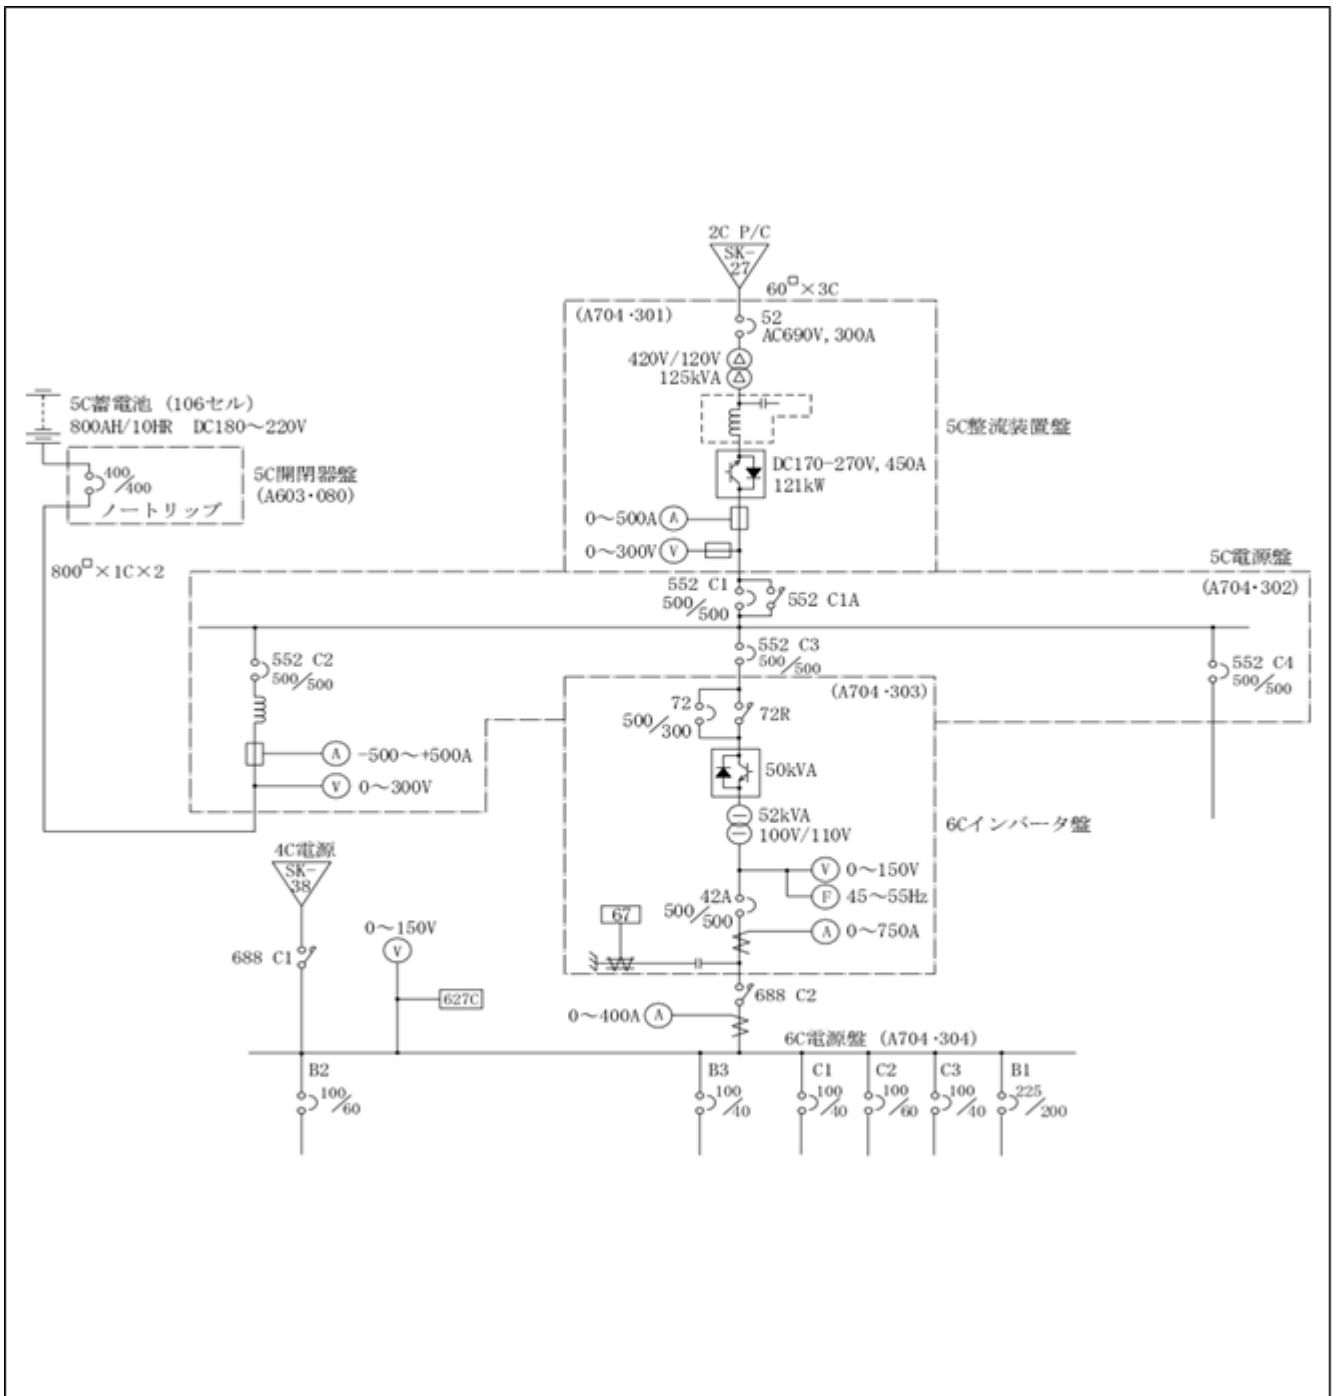 2C P/C
SK-
27
60□×3C
(A704・301)
52
AC690V, 300A
420V/120V
125kVA
5C蓄電池 (106セル)
800AH/10HR DC180～220V
5C整流装置盤
400/400
ノートリップ
5C開閉器盤
(A603・080)
DC170-270V, 450A
121kW
0～500A
A
0～300V
V
800□×1C×2
5C電源盤
(A704・302)
552 C1
500/500
552 C1A
552 C2
500/500
552 C3
500/500
552 C4
500/500
(A704・303)
72
500/300
72R
A
-500～+500A
V
0～300V
50kVA
52kVA
100V/110V
6Cインバータ盤
4C電源
SK-
38
V
0～150V
F
45～55Hz
42A
500/500
67
A
0～750A
0～150V
V
688 C1
627C
688 C2
0～400A
A
6C電源盤 (A704・304)
B2
100/60
B3
100/40
C1
100/40
C2
100/60
C3
100/40
B1
225/200